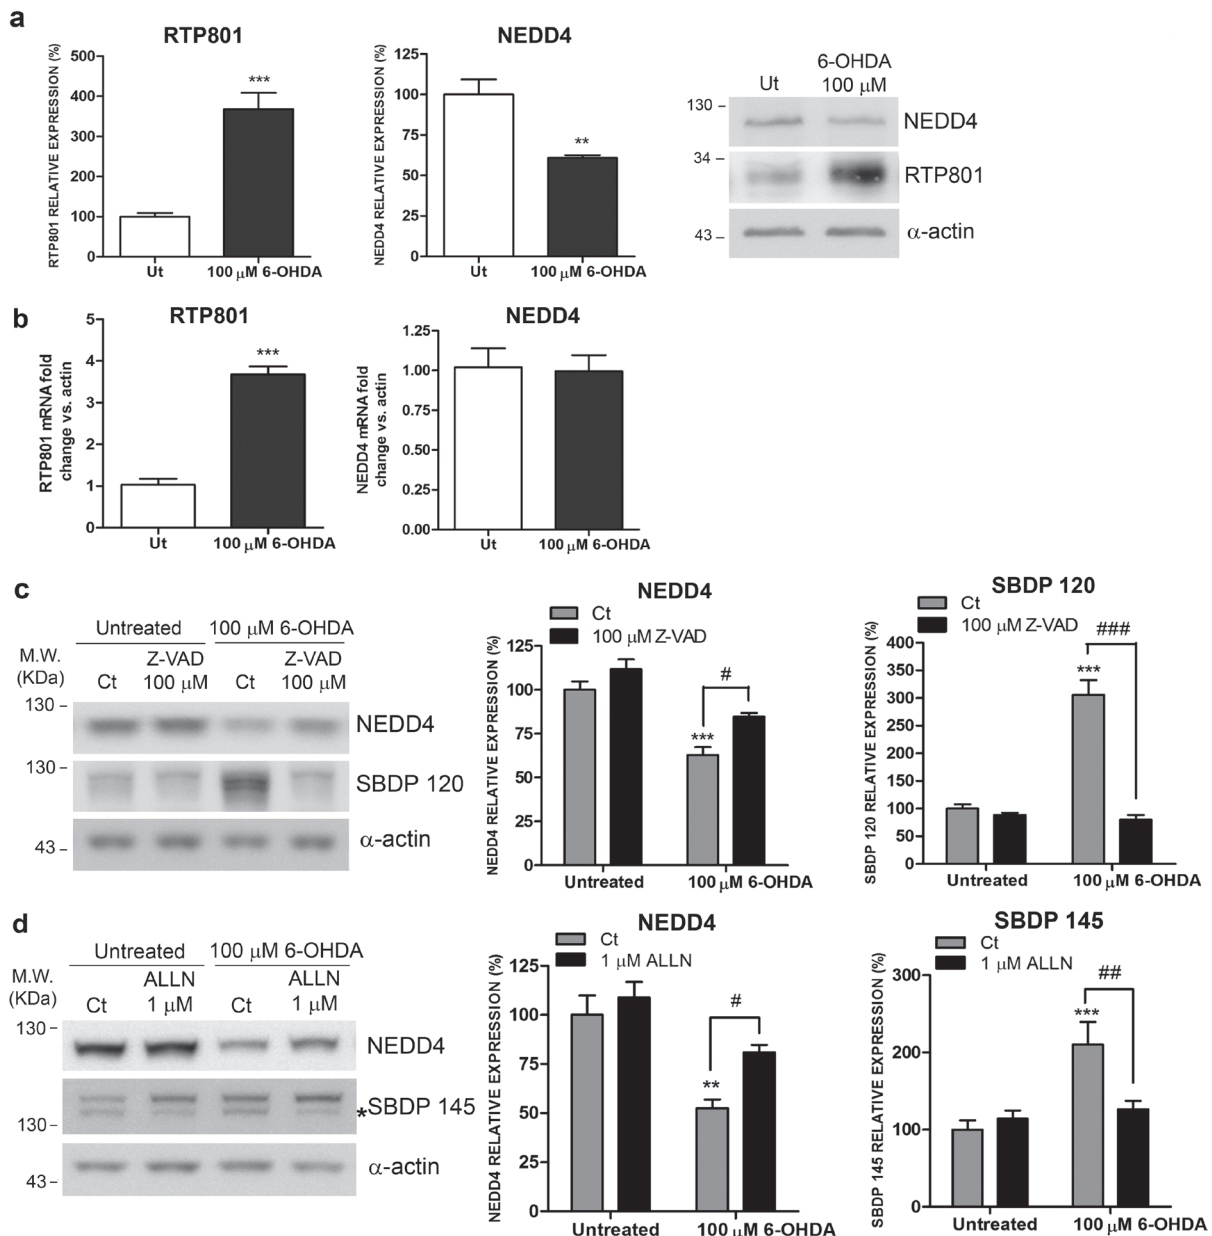 a
RTP801
RTP801 RELATIVE EXPRESSION (%)
500
400
300
200
100
0
***
Ut
100 µM 6-OHDA
NEDD4
NEDD4 RELATIVE EXPRESSION (%)
125
100
75
50
25
0
**
Ut
100 µM 6-OHDA
6-OHDA
Ut
100 µM
130
NEDD4
34
RTP801
43
α-actin
b
RTP801
RTP801 mRNA fold
change vs. actin
5
4
3
2
1
0
***
Ut
100 µM 6-OHDA
NEDD4
NEDD4 mRNA fold
change vs. actin
1.25
1.00
0.75
0.50
0.25
0.00
Ut
100 µM 6-OHDA
c
Untreated
100 µM 6-OHDA
M.W.
(KDa)
Z-VAD
Z-VAD
Ct
100 µM
Ct
100 µM
130
NEDD4
130
SBDP 120
43
α-actin
NEDD4
Ct
100 µM Z-VAD
NEDD4 RELATIVE EXPRESSION (%)
125
100
75
50
25
0
#
***
Untreated
100 µM 6-OHDA
SBDP 120
Ct
100 µM Z-VAD
SBDP 120 RELATIVE EXPRESSION (%)
400
350
300
250
200
150
100
50
0
###
***
Untreated
100 µM 6-OHDA
d
Untreated
100 µM 6-OHDA
M.W.
(KDa)
ALLN
ALLN
Ct
1 µM
Ct
1 µM
130
NEDD4
*SBDP 145
130
α-actin
43
NEDD4
Ct
1 µM ALLN
NEDD4 RELATIVE EXPRESSION (%)
125
100
75
50
25
0
#
**
Untreated
100 µM 6-OHDA
SBDP 145
Ct
1 µM ALLN
SBDP 145 RELATIVE EXPRESSION (%)
300
200
100
0
##
***
Untreated
100 µM 6-OHDA